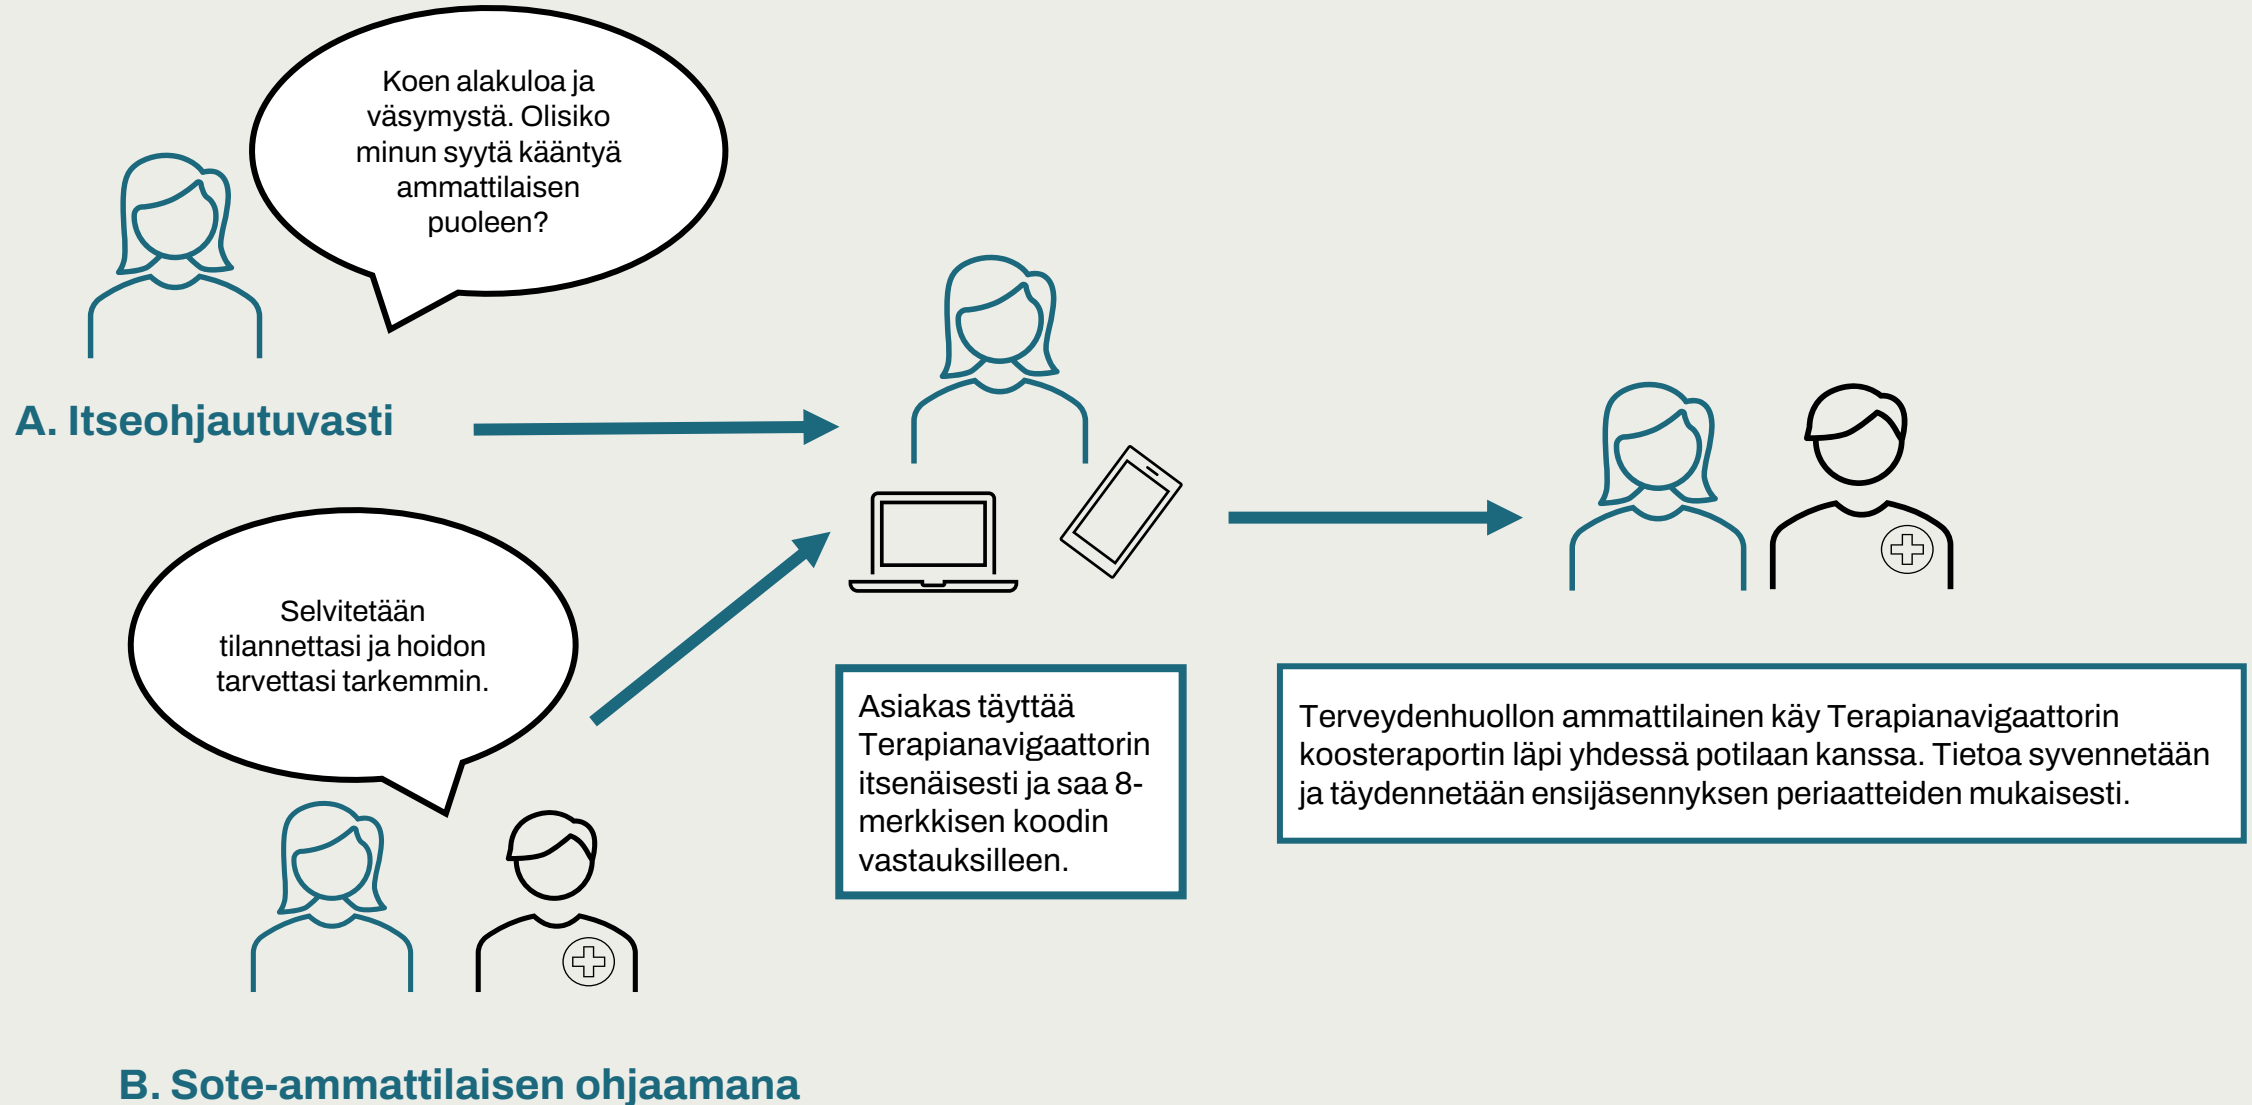 Koen alakuloa ja
väsymystä. Olisiko
minun syytä kääntyä
ammattilaisen
puoleen?
A. Itseohjautuvasti
Selvitetään
tilannettasi ja hoidon
tarvettasi tarkemmin.
B. Sote-ammattilaisen ohjaamana
Asiakas täyttää
Terapianavigaattorin
itsenäisesti ja saa 8-
merkkisen koodin
vastauksilleen.
Terveydenhuollon ammattilainen käy Terapianavigaattorin
koosteraportin läpi yhdessä potilaan kanssa. Tietoa syvennetään
ja täydennetään ensijäsennyksen periaatteiden mukaisesti.